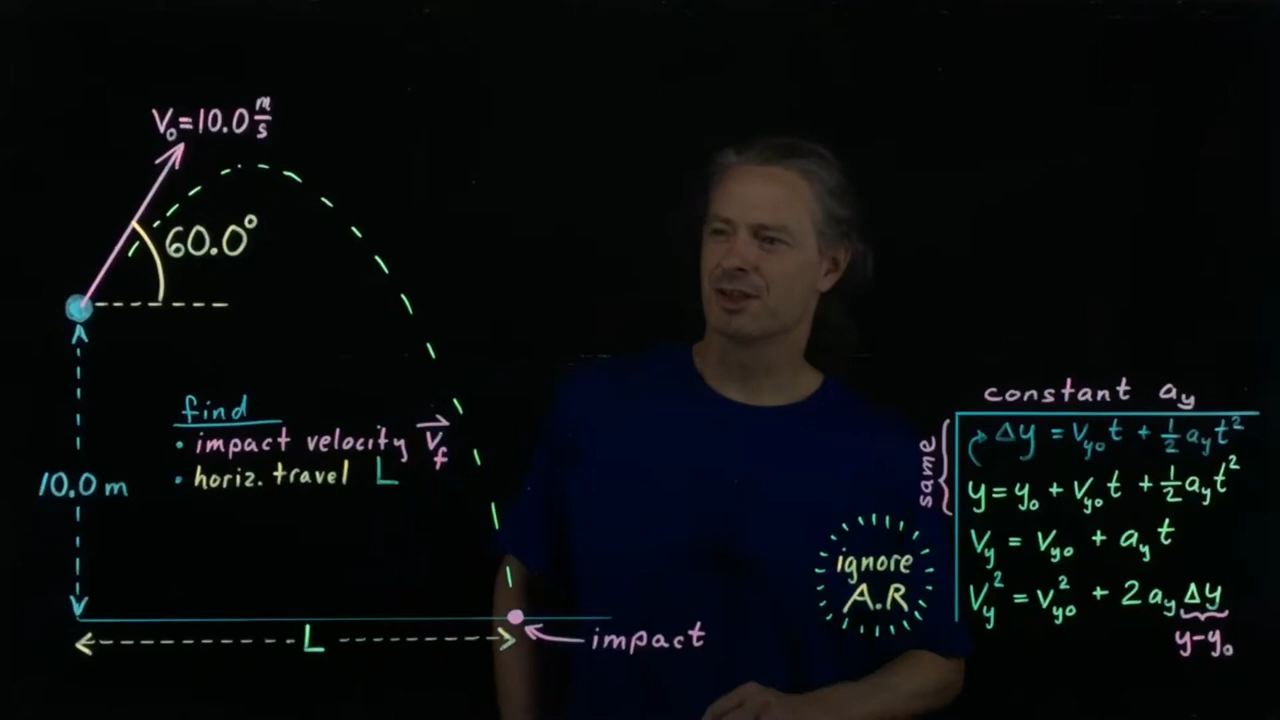 V₀=10.0 m/s
60.0°
find
• impact velocity V⃗f
• horiz. travel L
10.0 m
L
impact
ignore
A.R
constant ay
same
Δy = Vy₀t + ½ayt²
y = y₀ + Vy₀t + ½ayt²
Vy = Vy₀ + ayt
Vy² = Vy₀² + 2ayΔy
y-y₀